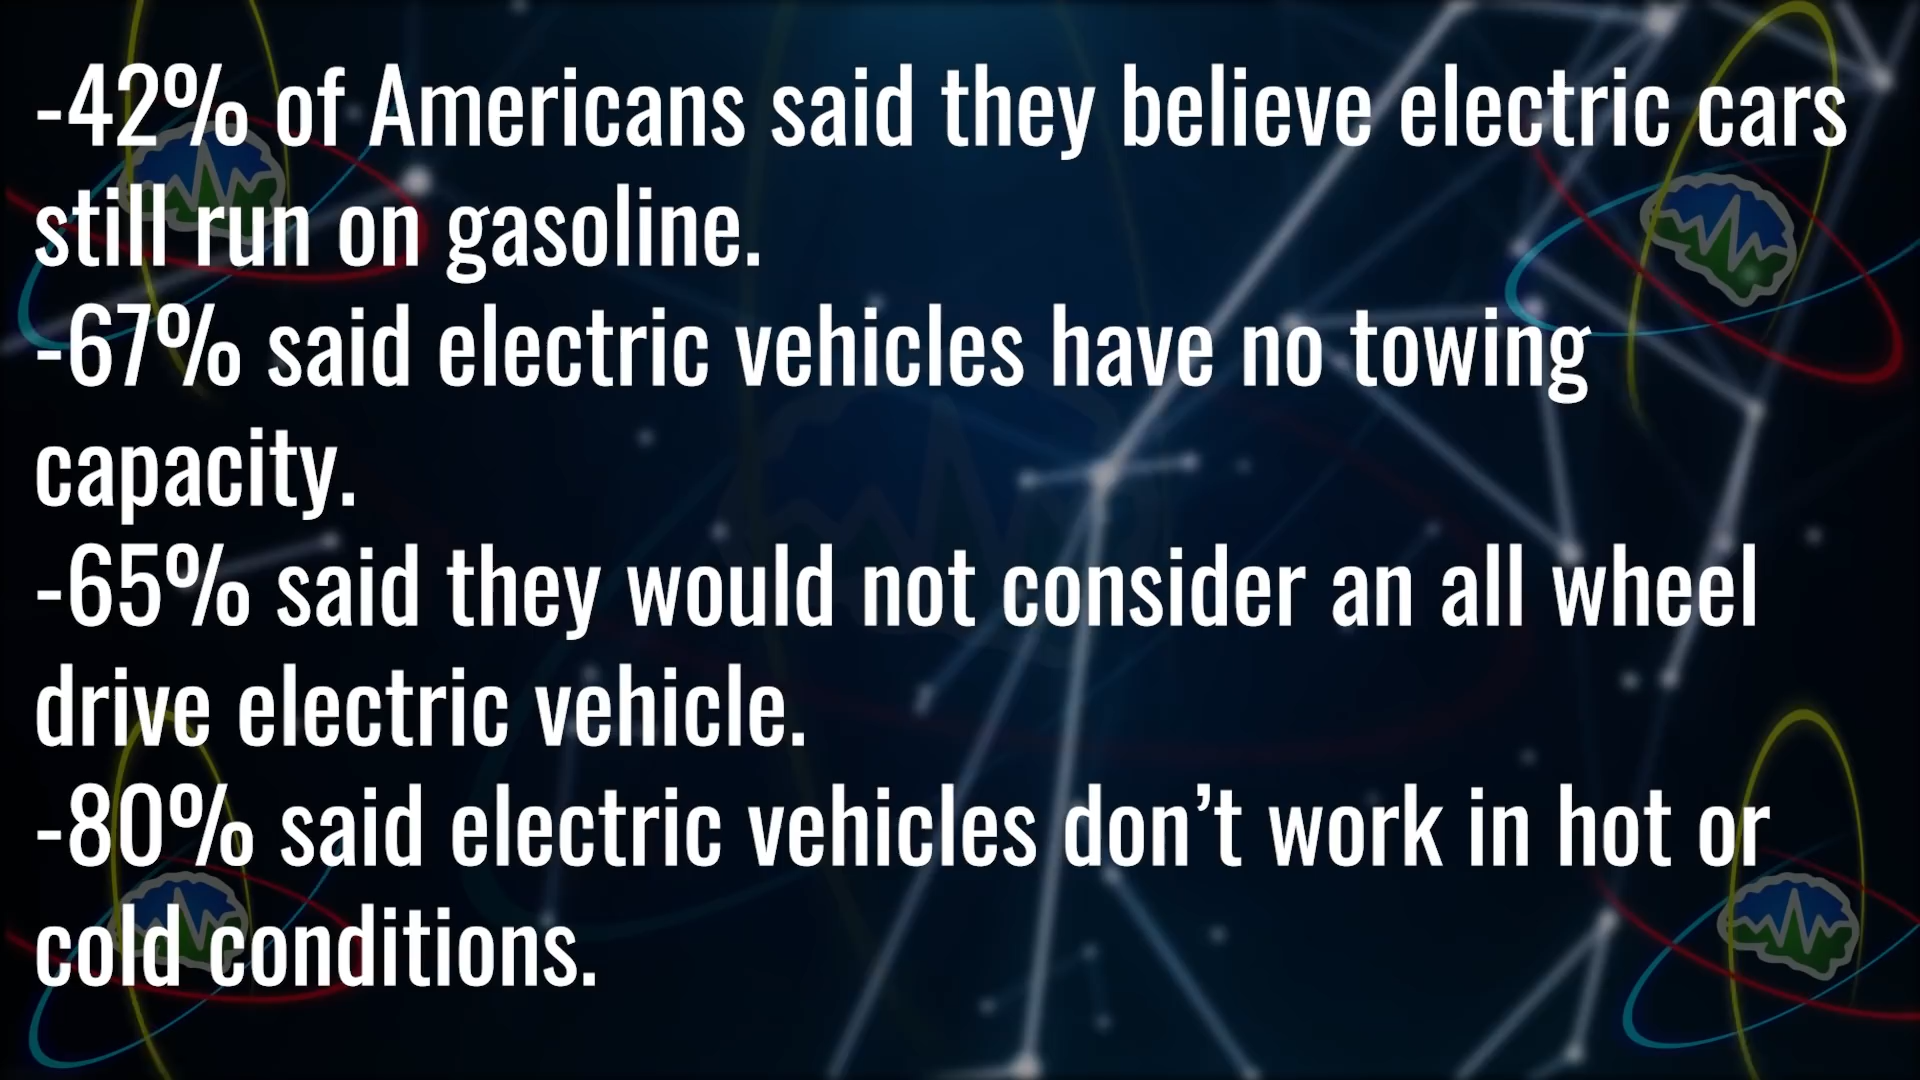 -42% of Americans said they believe electric cars
still run on gasoline.
-67% said electric vehicles have no towing
capacity.
-65% said they would not consider an all wheel
drive electric vehicle.
-80% said electric vehicles don’t work in hot or
cold conditions.